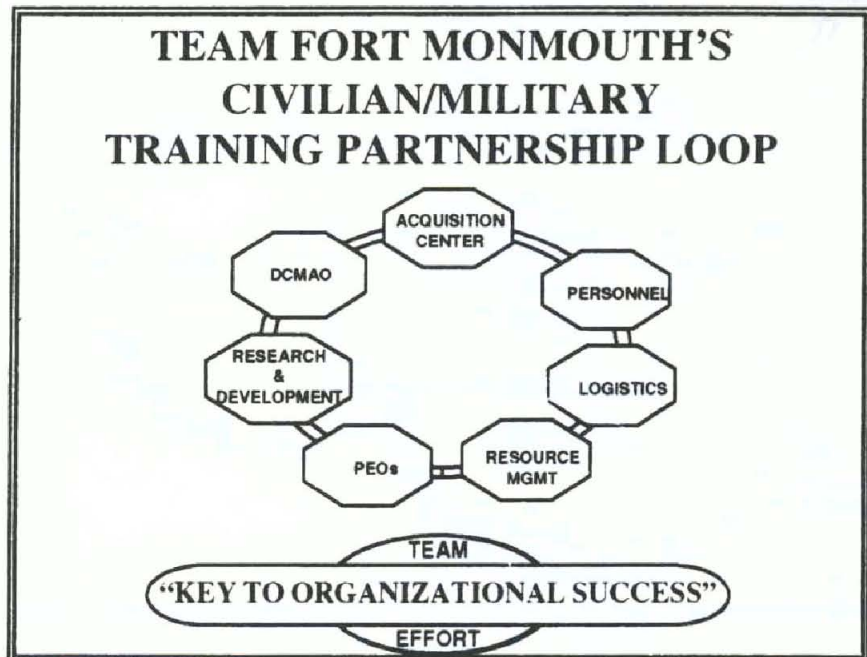 TEAM FORT MONMOUTH'S
CIVILIAN/MILITARY
TRAINING PARTNERSHIP LOOP
ACQUISITION
CENTER
PERSONNEL
LOGISTICS
RESOURCE
MGMT
PEOs
RESEARCH
&
DEVELOPMENT
DCMAO
TEAM
“KEY TO ORGANIZATIONAL SUCCESS”
EFFORT